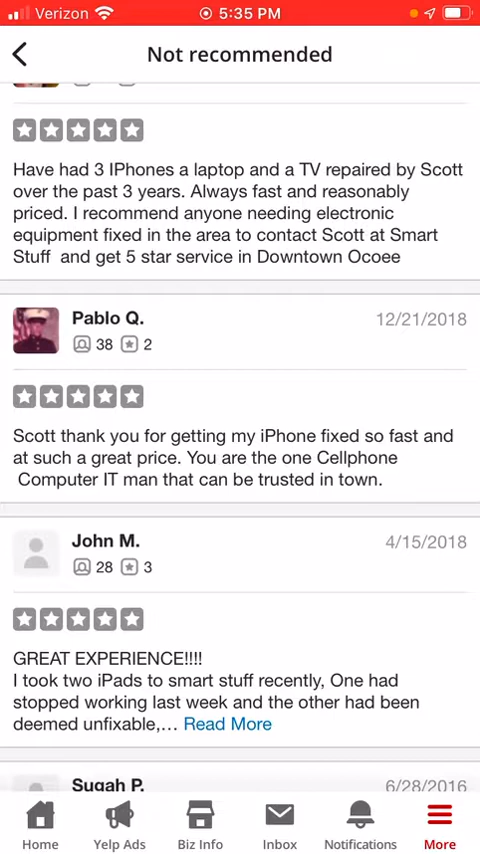 Verizon 5:35 PM
Not recommended
Have had 3 IPhones a laptop and a TV repaired by Scott
over the past 3 years. Always fast and reasonably
priced. I recommend anyone needing electronic
equipment fixed in the area to contact Scott at Smart
Stuff and get 5 star service in Downtown Ocoee
Pablo Q. 12/21/2018
38 2
Scott thank you for getting my iPhone fixed so fast and
at such a great price. You are the one Cellphone
Computer IT man that can be trusted in town.
John M. 4/15/2018
28 3
GREAT EXPERIENCE!!!!
I took two iPads to smart stuff recently, One had
stopped working last week and the other had been
deemed unfixable,... Read More
Sugah P. 6/28/2016
Home Yelp Ads Biz Info Inbox Notifications More